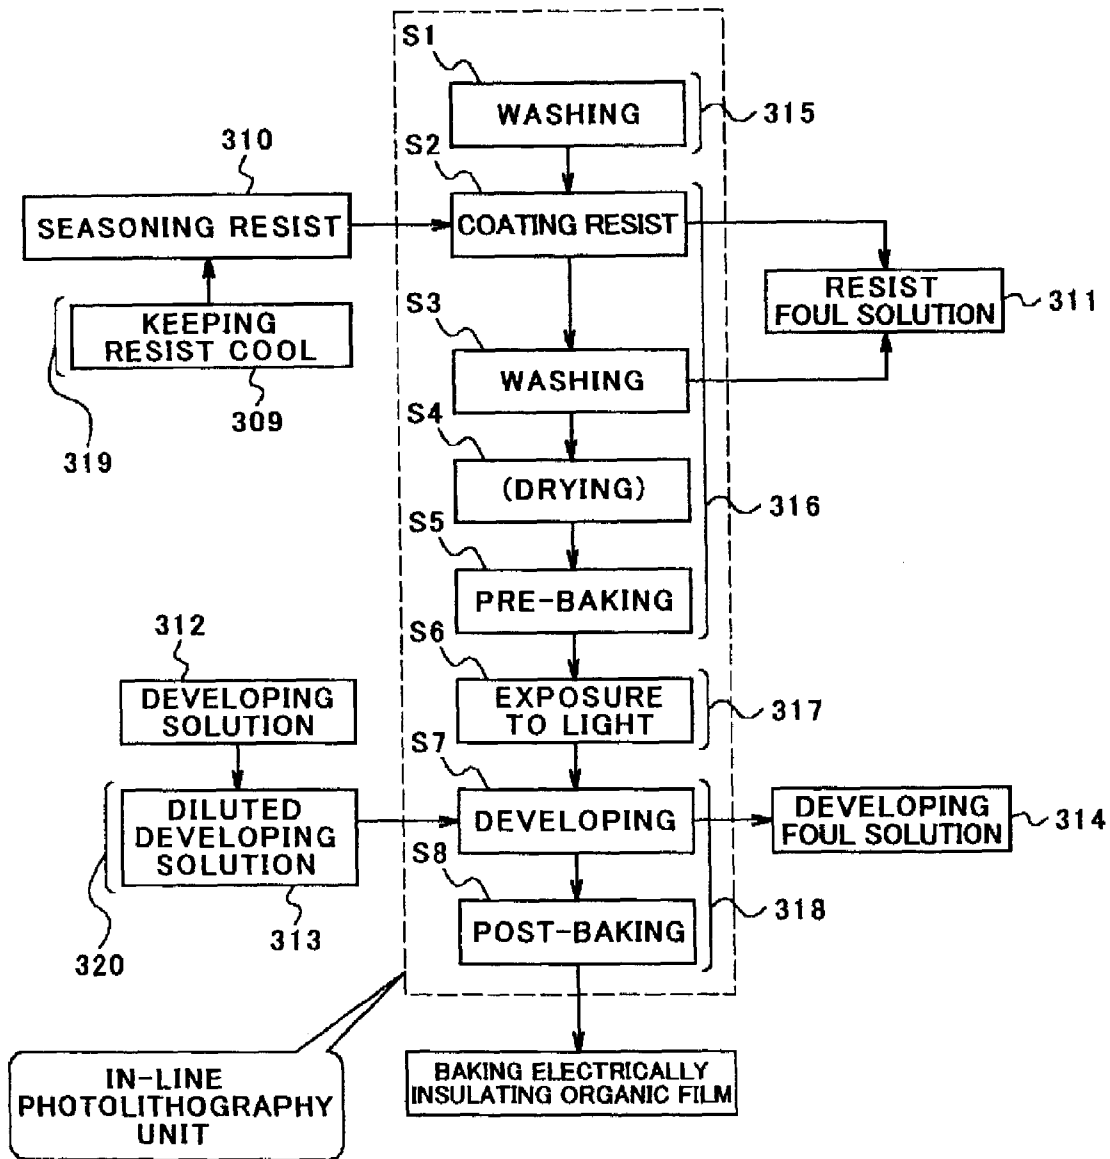 S1
WASHING
315
310
S2
SEASONING RESIST
COATING RESIST
KEEPING
RESIST COOL
S3
RESIST
FOUL SOLUTION
311
WASHING
309
319
S4
(DRYING)
316
S5
PRE-BAKING
312
S6
DEVELOPING
SOLUTION
EXPOSURE
TO LIGHT
317
S7
DILUTED
DEVELOPING
SOLUTION
DEVELOPING
DEVELOPING
FOUL SOLUTION
314
S8
313
320
POST-BAKING
318
IN-LINE
PHOTOLITHOGRAPHY
UNIT
BAKING ELECTRICALLY
INSULATING ORGANIC FILM